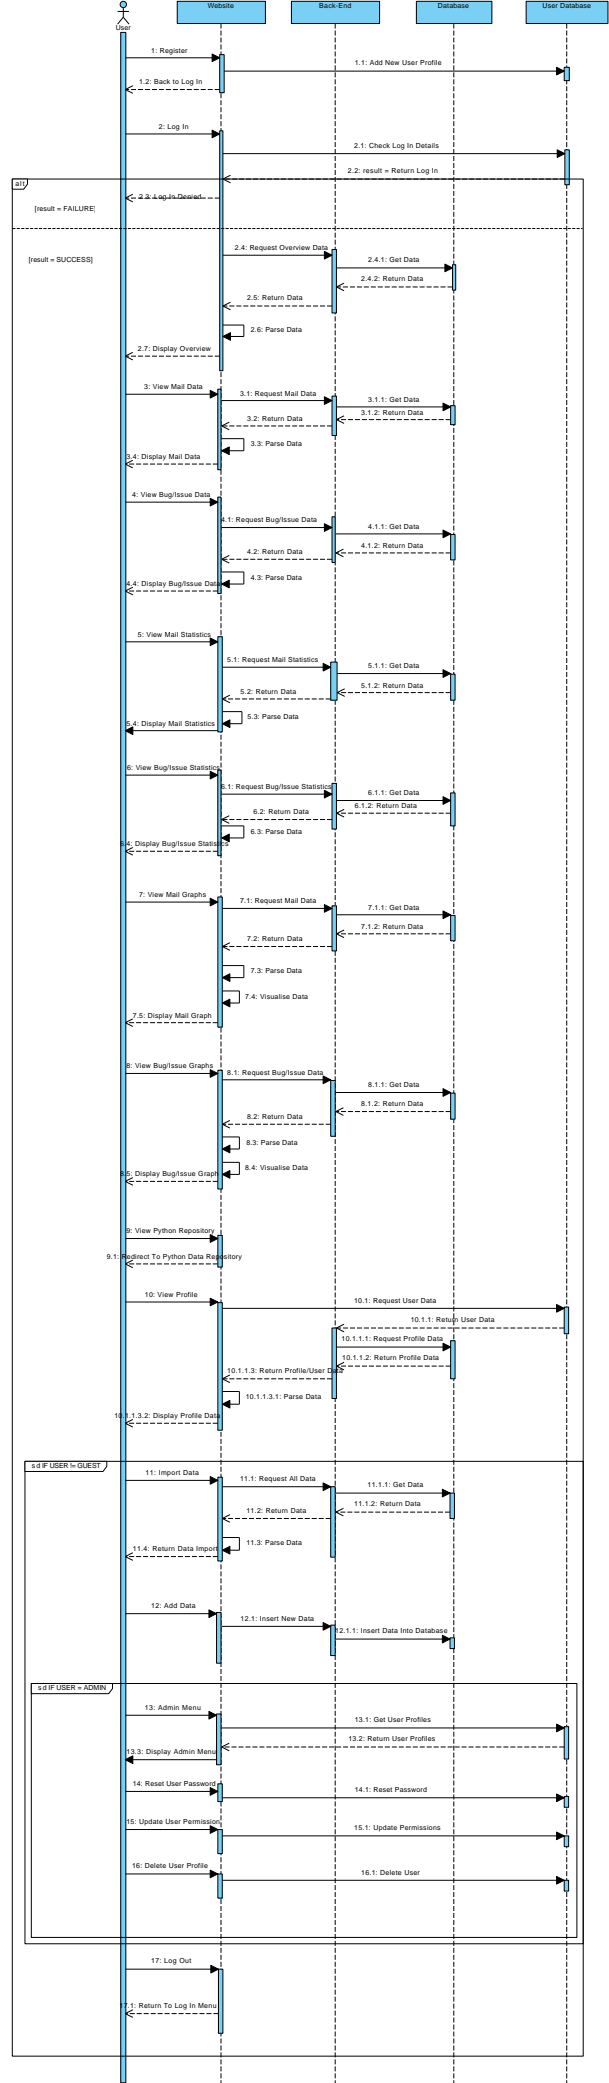 User
Website
Back-End
Database
User Database
1: Register
1.1: Add New User Profile
1.2: Back to Log In
2: Log In
2.1: Check Log In Details
2.2: result = Return Log In
alt
2.3: Log In Denied
[result = FAILURE]
[result = SUCCESS]
2.4: Request Overview Data
2.4.1: Get Data
2.4.2: Return Data
2.5: Return Data
2.6: Parse Data
2.7: Display Overview
3: View Mail Data
3.1: Request Mail Data
3.1.1: Get Data
3.1.2: Return Data
3.2: Return Data
3.3: Parse Data
3.4: Display Mail Data
4: View Bug/Issue Data
4.1: Request Bug/Issue Data
4.1.1: Get Data
4.1.2: Return Data
4.2: Return Data
4.3: Parse Data
4.4: Display Bug/Issue Data
5: View Mail Statistics
5.1: Request Mail Statistics
5.1.1: Get Data
5.1.2: Return Data
5.2: Return Data
5.3: Parse Data
5.4: Display Mail Statistics
6: View Bug/Issue Statistics
6.1: Request Bug/Issue Statistics
6.1.1: Get Data
6.1.2: Return Data
6.2: Return Data
6.3: Parse Data
6.4: Display Bug/Issue Statistics
7: View Mail Graphs
7.1: Request Mail Data
7.1.1: Get Data
7.1.2: Return Data
7.2: Return Data
7.3: Parse Data
7.4: Visualise Data
7.5: Display Mail Graph
8: View Bug/Issue Graphs
8.1: Request Bug/Issue Data
8.1.1: Get Data
8.1.2: Return Data
8.2: Return Data
8.3: Parse Data
8.4: Visualise Data
8.5: Display Bug/Issue Graph
9: View Python Repository
9.1: Redirect To Python Data Repository
10: View Profile
10.1: Request User Data
10.1.1: Return User Data
10.1.1.1: Request Profile Data
10.1.1.2: Return Profile Data
10.1.1.3: Return Profile/User Data
10.1.1.3.1: Parse Data
10.1.1.3.2: Display Profile Data
sd IF USER != GUEST
11: Import Data
11.1: Request All Data
11.1.1: Get Data
11.1.2: Return Data
11.2: Return Data
11.3: Parse Data
11.4: Return Data Import
12: Add Data
12.1: Insert New Data
12.1.1: Insert Data Into Database
sd IF USER = ADMIN
13: Admin Menu
13.1: Get User Profiles
13.2: Return User Profiles
13.3: Display Admin Menu
14: Reset User Password
14.1: Reset Password
15: Update User Permission
15.1: Update Permissions
16: Delete User Profile
16.1: Delete User
17: Log Out
17.1: Return To Log In Menu